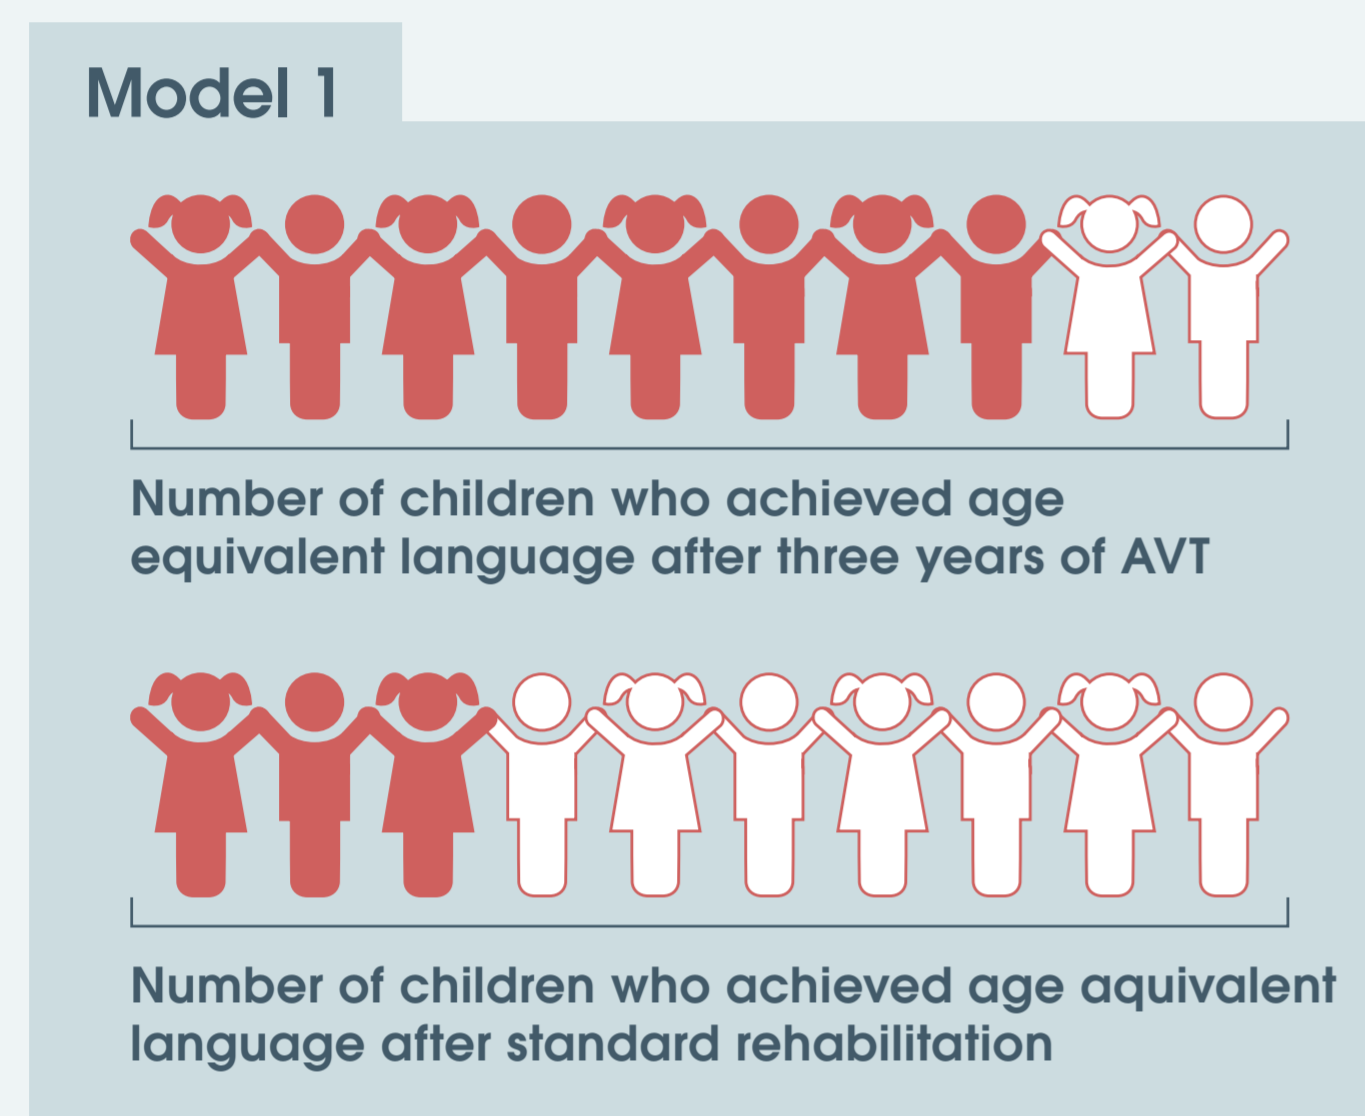 Model 1
Number of children who achieved age
equivalent language after three years of AVT
Number of children who achieved age aquivalent
language after standard rehabilitation